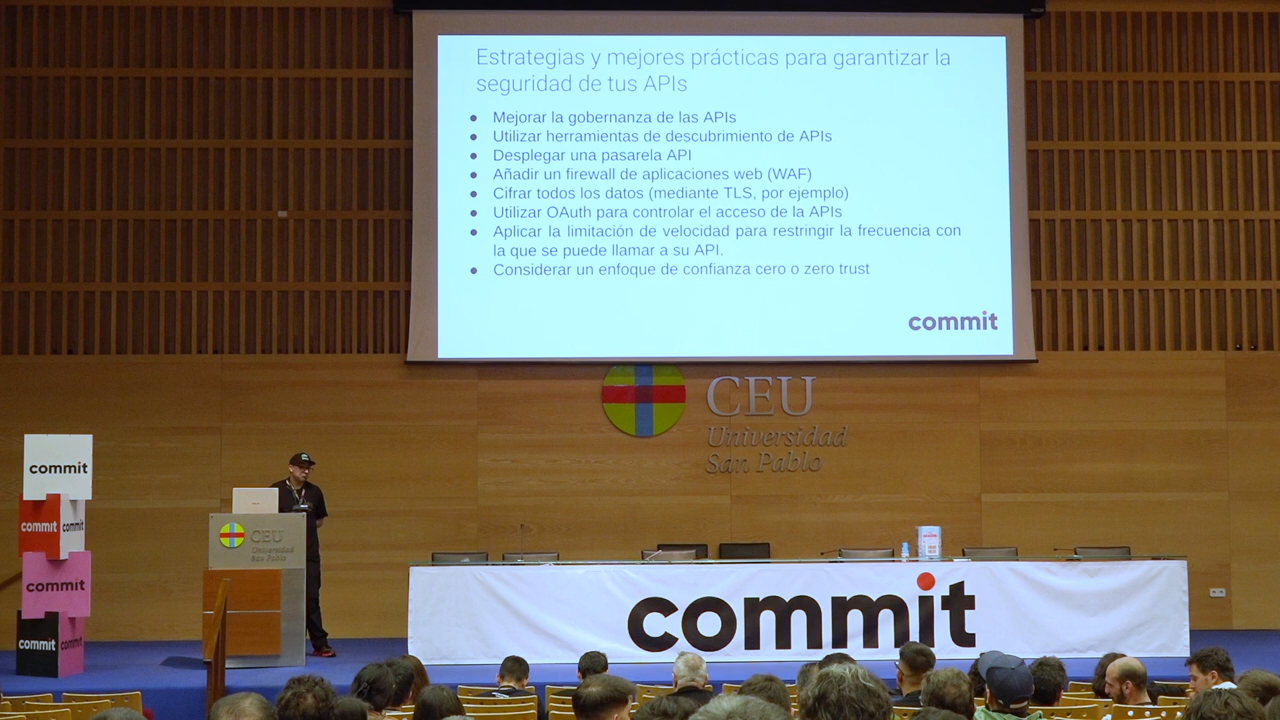 Estrategias y mejores prácticas para garantizar la
seguridad de tus APIs
Mejorar la gobernanza de las APIs
Utilizar herramientas de descubrimiento de APIs
Desplegar una pasarela API
Añadir un firewall de aplicaciones web (WAF)
Cifrar todos los datos (mediante TLS, por ejemplo)
Utilizar OAuth para controlar el acceso de la APIs
Aplicar la limitación de velocidad para restringir la frecuencia con
la que se puede llamar a su API.
Considerar un enfoque de confianza cero o zero trust
commit
CEU
Universidad
San Pablo
commit
commit
commit
commit
commit
commit
CEU
Universidad
San Pablo
commit